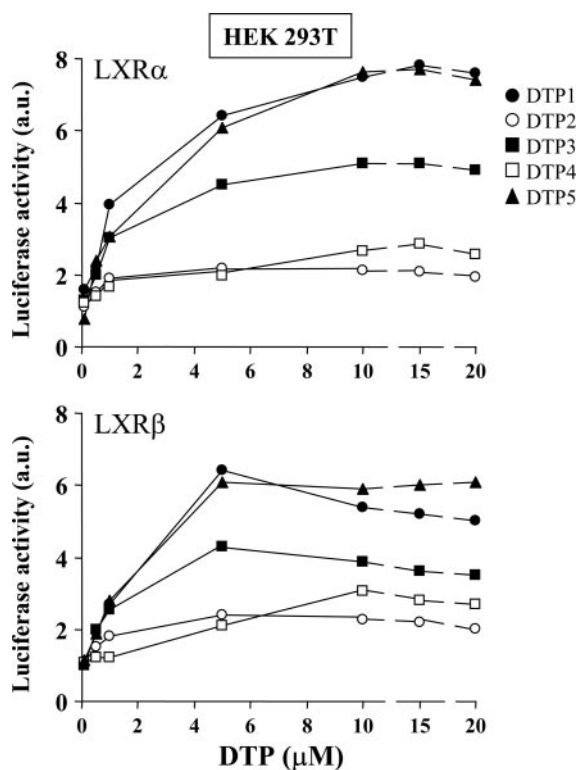 HEK 293T
LXRα
8
6
4
2
0
Luciferase activity (a.u.)
0 2 4 6 8 10 15 20
DTP1
DTP2
DTP3
DTP4
DTP5
LXRβ
8
6
4
2
0
Luciferase activity (a.u.)
0 2 4 6 8 10 15 20
DTP (μM)